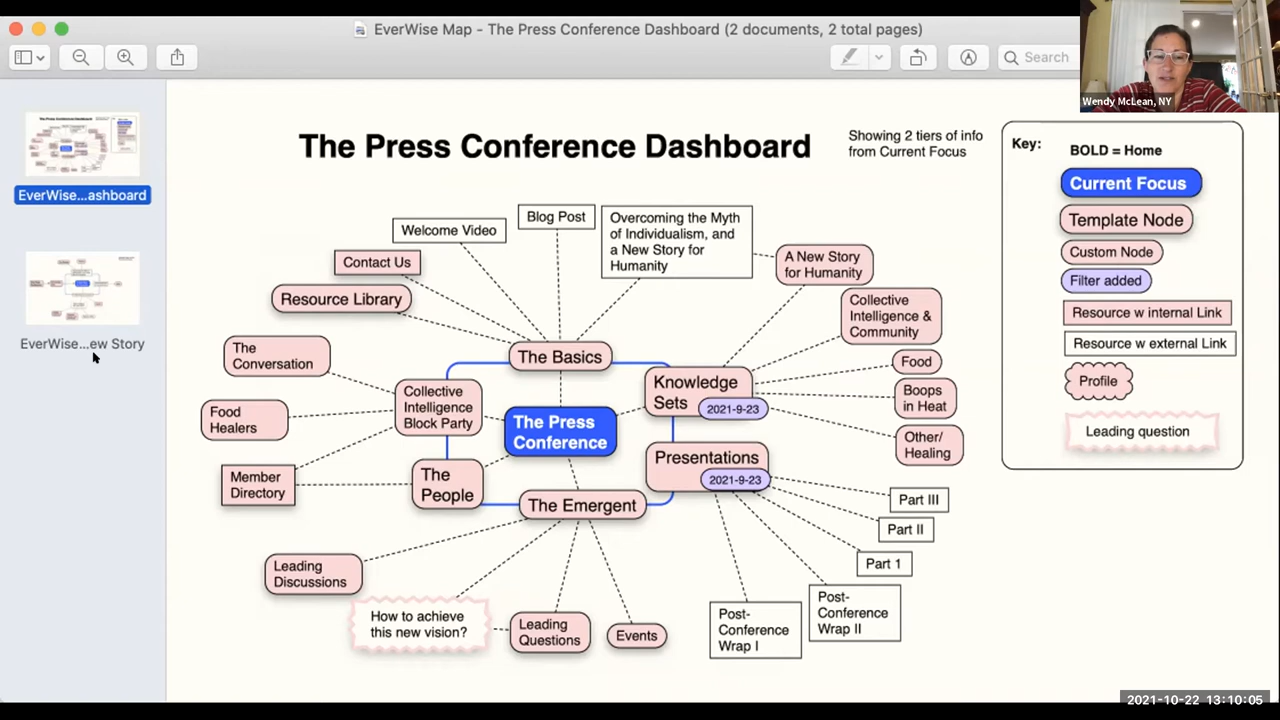 EverWise Map - The Press Conference Dashboard (2 documents, 2 total pages)
Search
Wendy McLean, NY
EverWise...ashboard
EverWise...ew Story
The Press Conference Dashboard
Showing 2 tiers of info
from Current Focus
Key:
BOLD = Home
Current Focus
Template Node
Custom Node
Filter added
Resource w internal Link
Resource w external Link
Profile
Leading question
Welcome Video
Blog Post
Overcoming the Myth
of Individualism, and
a New Story for
Humanity
Contact Us
Resource Library
A New Story
for Humanity
Collective
Intelligence &
Community
Food
Boops
in Heat
Other/
Healing
The
Conversation
Food
Healers
Member
Directory
The Basics
Collective
Intelligence
Block Party
Knowledge
Sets
2021-9-23
The Press
Conference
The
People
Presentations
2021-9-23
The Emergent
Part III
Part II
Part 1
Post-
Conference
Wrap II
Post-
Conference
Wrap I
Leading
Discussions
How to achieve
this new vision?
Leading
Questions
Events
2021-10-22 13:10:05